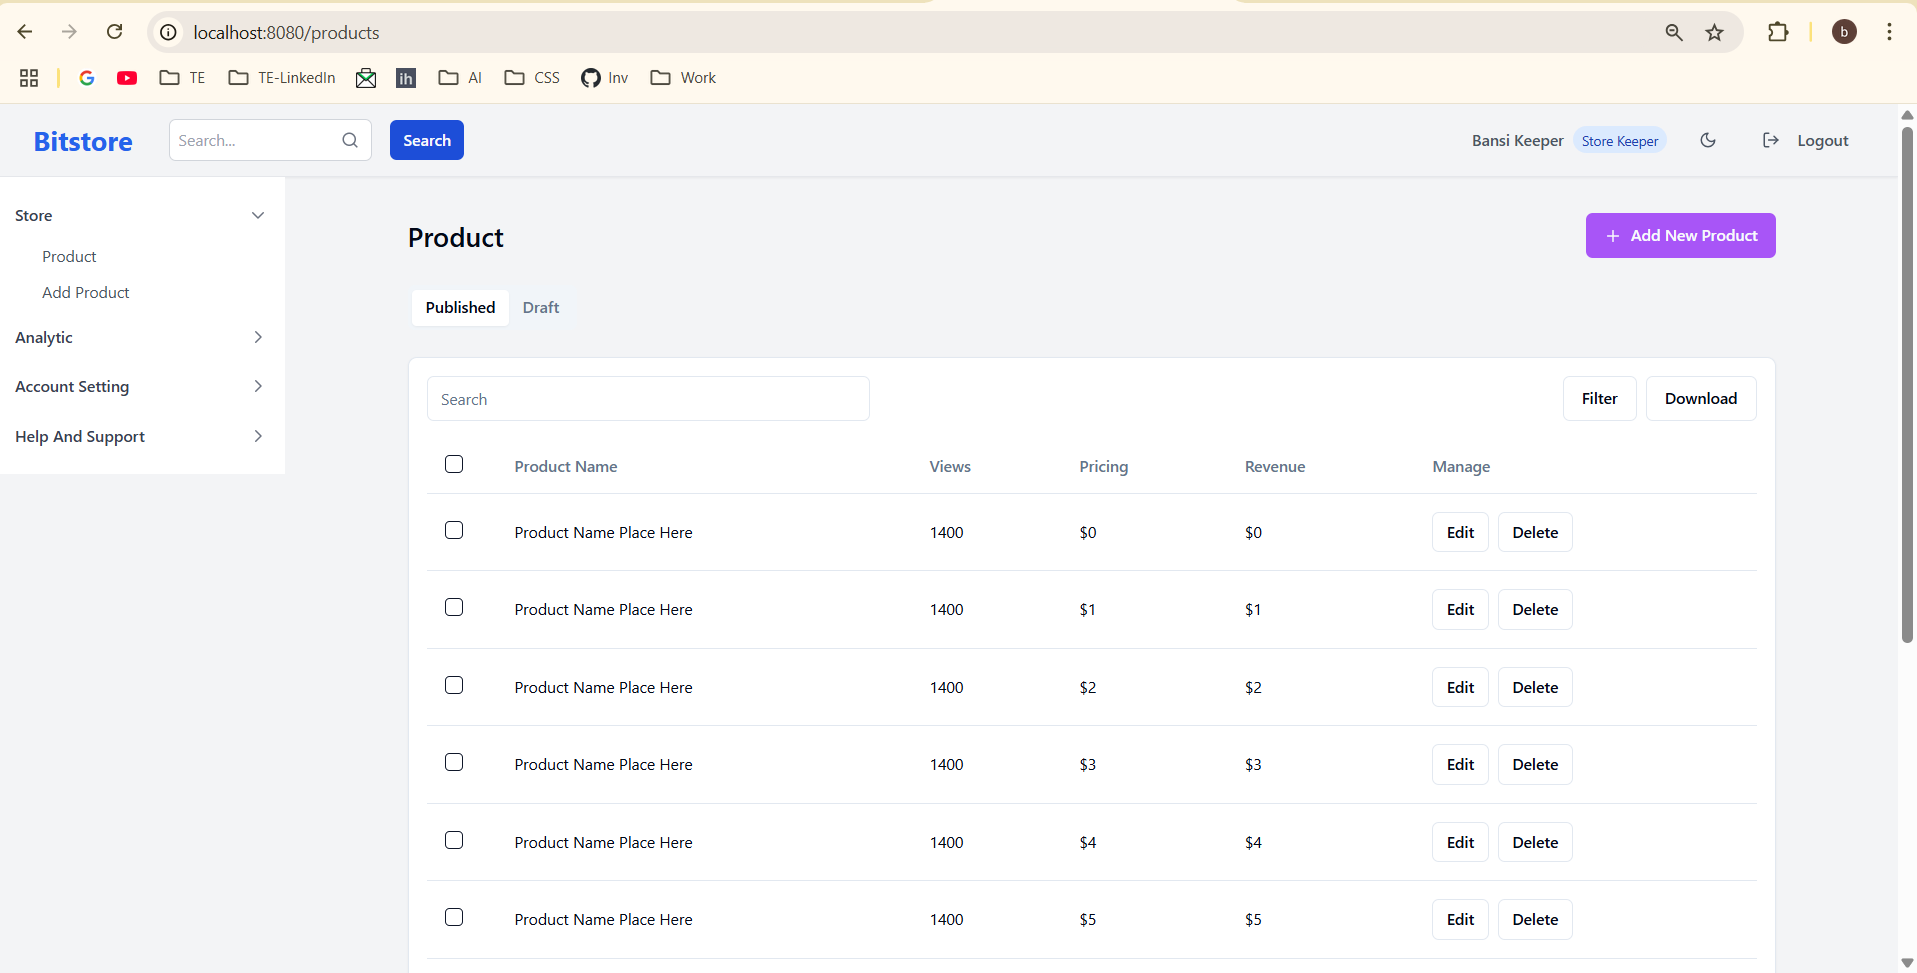 localhost:8080/products
b
TE
TE-LinkedIn
ih
AI
CSS
Inv
Work
Bitstore
Search...
Search
Bansi Keeper
Store Keeper
Logout
Store
Product
Add Product
Analytic
Account Setting
Help And Support
Product
Add New Product
Published
Draft
Search
Filter
Download
Product Name Views Pricing Revenue Manage
Product Name Place Here 1400 $0 $0 Edit Delete
Product Name Place Here 1400 $1 $1 Edit Delete
Product Name Place Here 1400 $2 $2 Edit Delete
Product Name Place Here 1400 $3 $3 Edit Delete
Product Name Place Here 1400 $4 $4 Edit Delete
Product Name Place Here 1400 $5 $5 Edit Delete